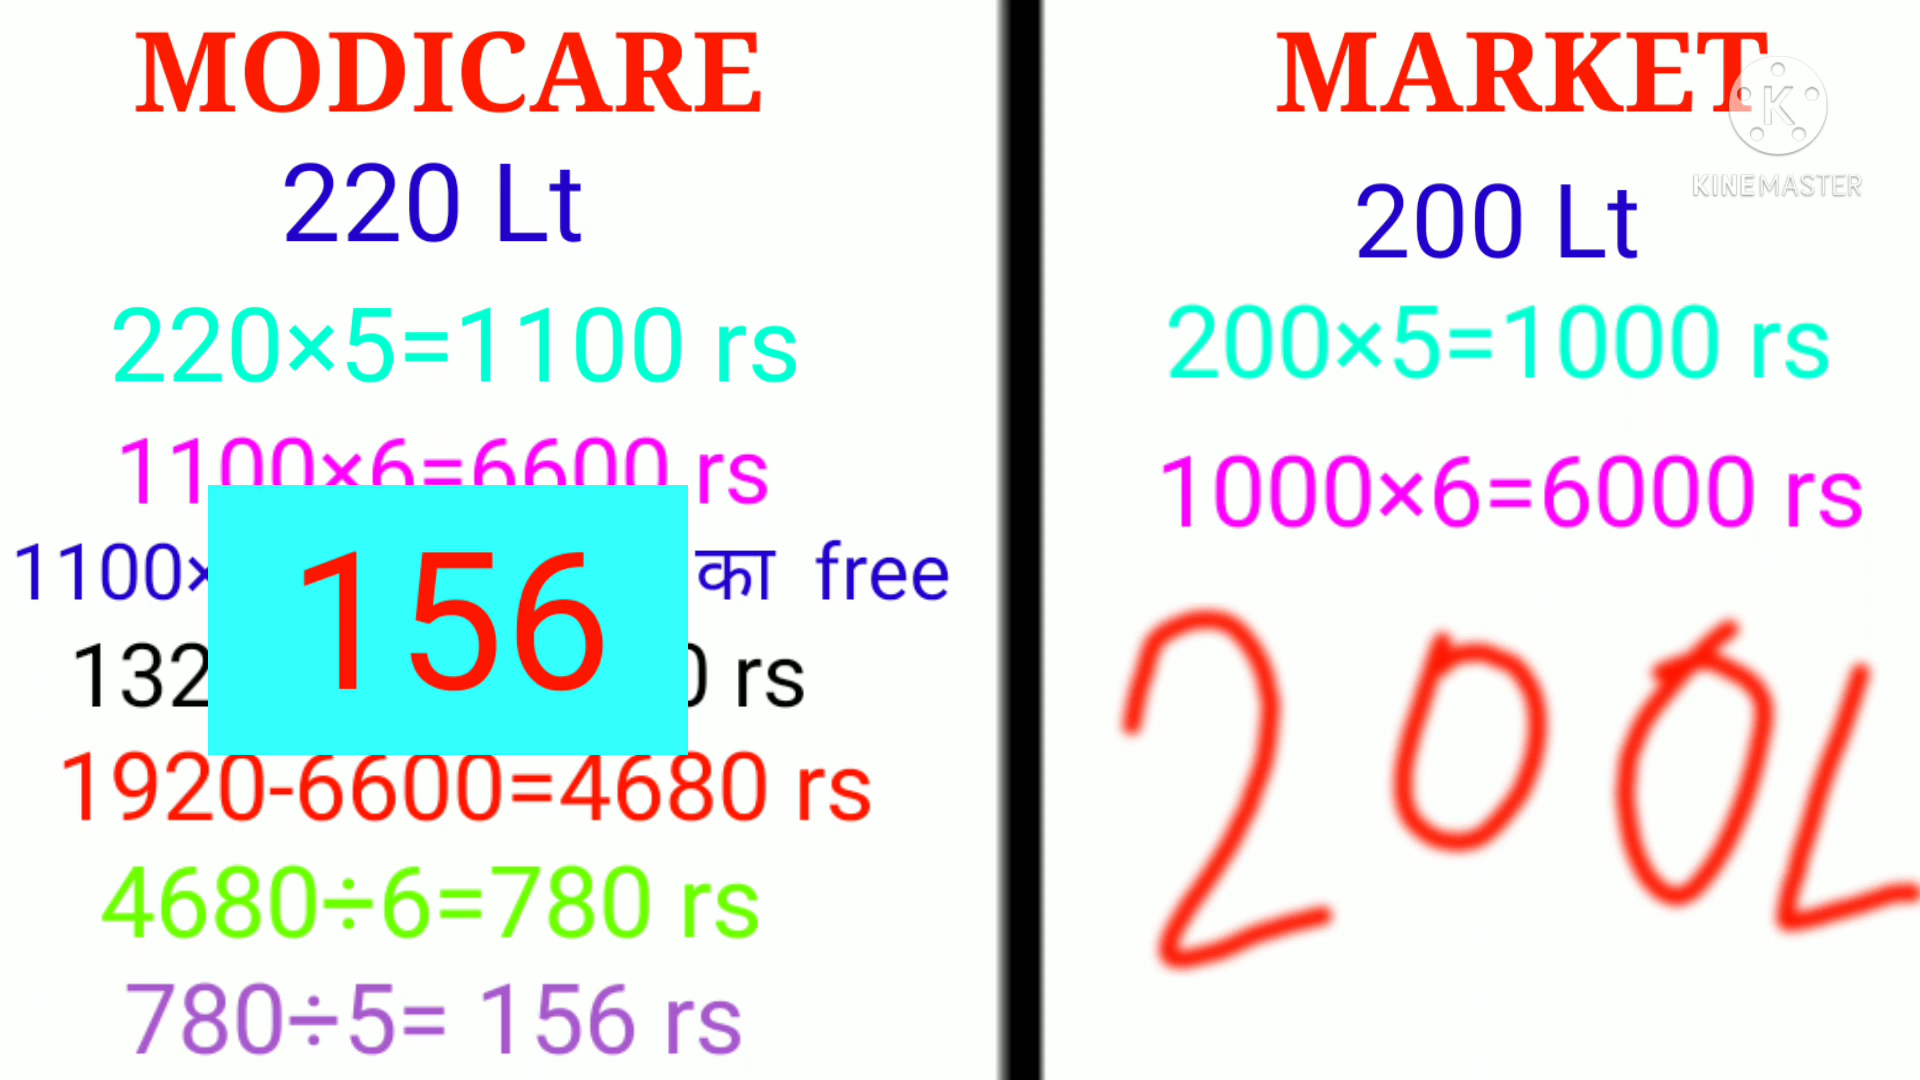 MODICARE
220 Lt
220×5=1100 rs
1100×6=6600 rs
1100× का free
132 0 rs
156
1920-6600=4680 rs
4680÷6=780 rs
780÷5= 156 rs
MARKET
K
KINEMASTER
200 Lt
200×5=1000 rs
1000×6=6000 rs
200L